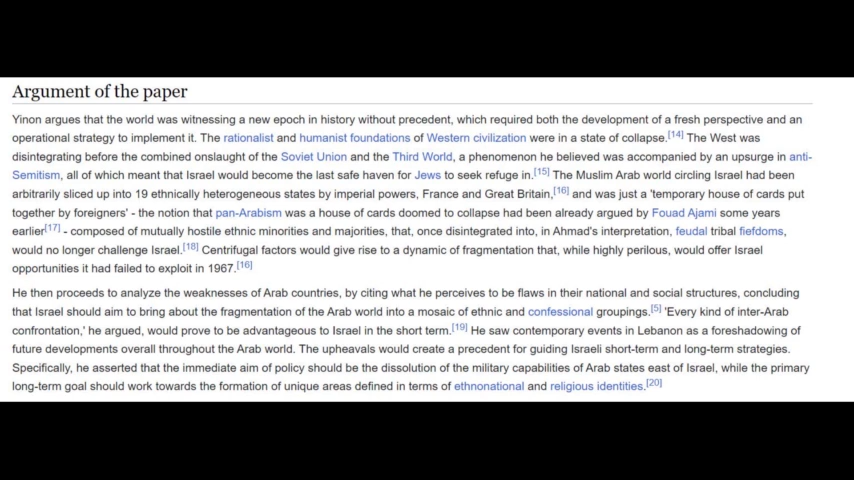 Argument of the paper
Yinon argues that the world was witnessing a new epoch in history without precedent, which required both the development of a fresh perspective and an
operational strategy to implement it. The rationalist and humanist foundations of Western civilization were in a state of collapse.[14] The West was
disintegrating before the combined onslaught of the Soviet Union and the Third World, a phenomenon he believed was accompanied by an upsurge in anti-
Semitism, all of which meant that Israel would become the last safe haven for Jews to seek refuge in.[15] The Muslim Arab world circling Israel had been
arbitrarily sliced up into 19 ethnically heterogeneous states by imperial powers, France and Great Britain,[16] and was just a 'temporary house of cards put
together by foreigners' - the notion that pan-Arabism was a house of cards doomed to collapse had been already argued by Fouad Ajami some years
earlier[17] - composed of mutually hostile ethnic minorities and majorities, that, once disintegrated into, in Ahmad's interpretation, feudal tribal fiefdoms,
would no longer challenge Israel.[18] Centrifugal factors would give rise to a dynamic of fragmentation that, while highly perilous, would offer Israel
opportunities it had failed to exploit in 1967.[16]
He then proceeds to analyze the weaknesses of Arab countries, by citing what he perceives to be flaws in their national and social structures, concluding
that Israel should aim to bring about the fragmentation of the Arab world into a mosaic of ethnic and confessional groupings.[5] 'Every kind of inter-Arab
confrontation,' he argued, would prove to be advantageous to Israel in the short term.[19] He saw contemporary events in Lebanon as a foreshadowing of
future developments overall throughout the Arab world. The upheavals would create a precedent for guiding Israeli short-term and long-term strategies.
Specifically, he asserted that the immediate aim of policy should be the dissolution of the military capabilities of Arab states east of Israel, while the primary
long-term goal should work towards the formation of unique areas defined in terms of ethnonational and religious identities.[20]